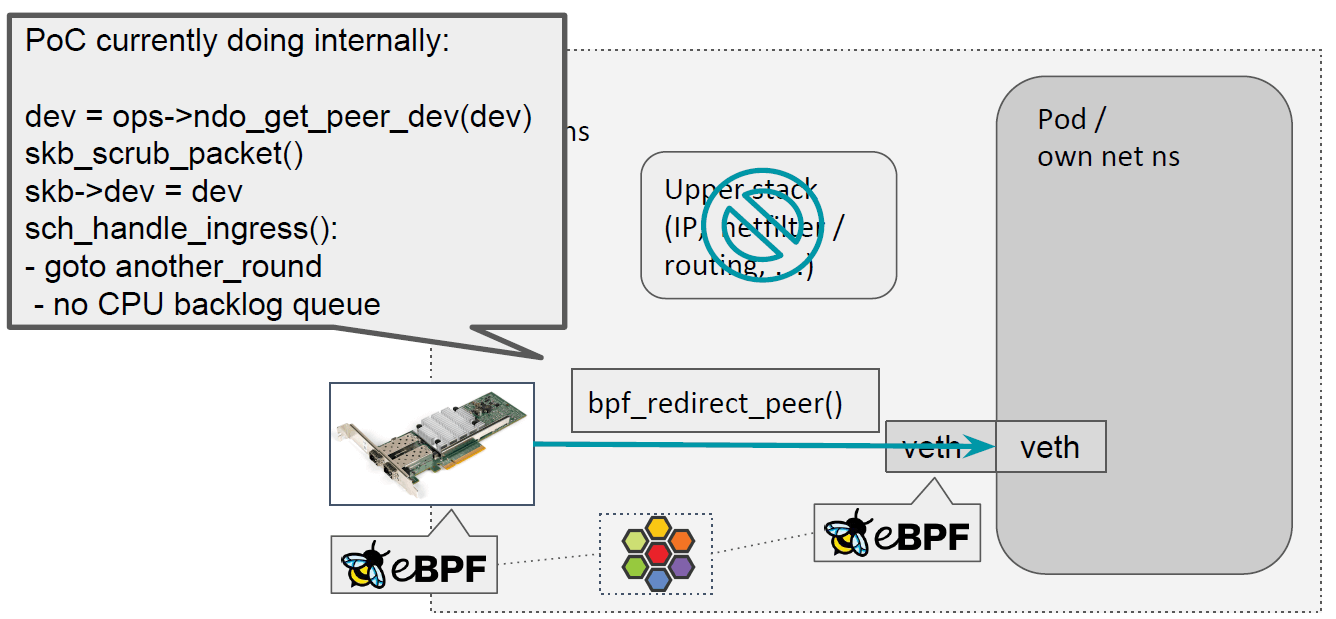 PoC currently doing internally:
dev = ops->ndo_get_peer_dev(dev)
skb_scrub_packet()
skb->dev = dev
sch_handle_ingress():
- goto another_round
- no CPU backlog queue
ns
Pod /
own net ns
Upper stack
(IP, netfilter /
routing, ...)
bpf_redirect_peer()
veth
veth
eBPF
eBPF